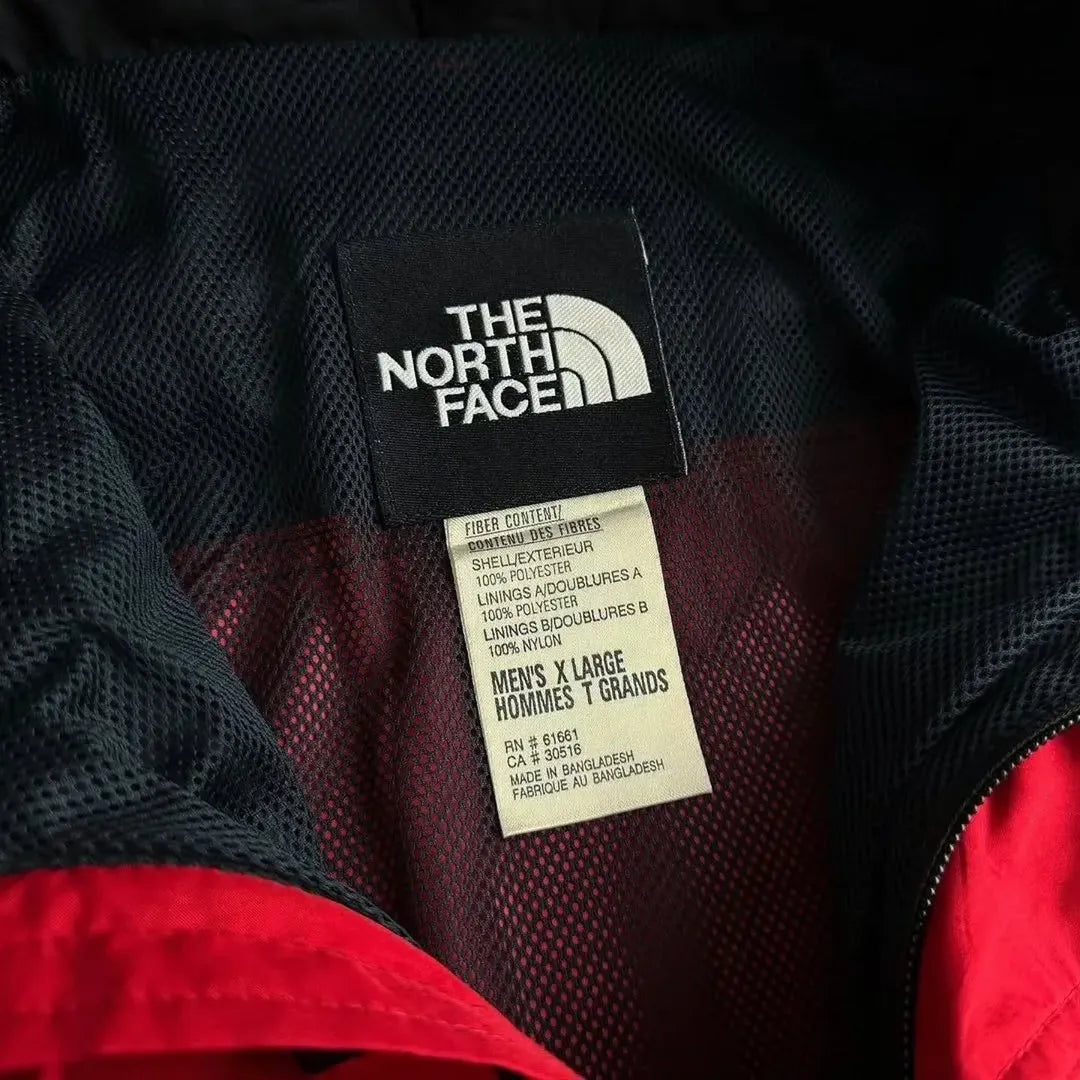 THE
NORTH
FACE
FIBER CONTENT/
CONTENU DES FIBRES
SHELL/EXTERIEUR
100% POLYESTER
LININGS A/DOUBLURES A
100% POLYESTER
LININGS B/DOUBLURES B
100% NYLON
MEN'S X LARGE
HOMMES T GRANDS
RN # 61661
CA # 30516
MADE IN BANGLADESH
FABRIQUE AU BANGLADESH